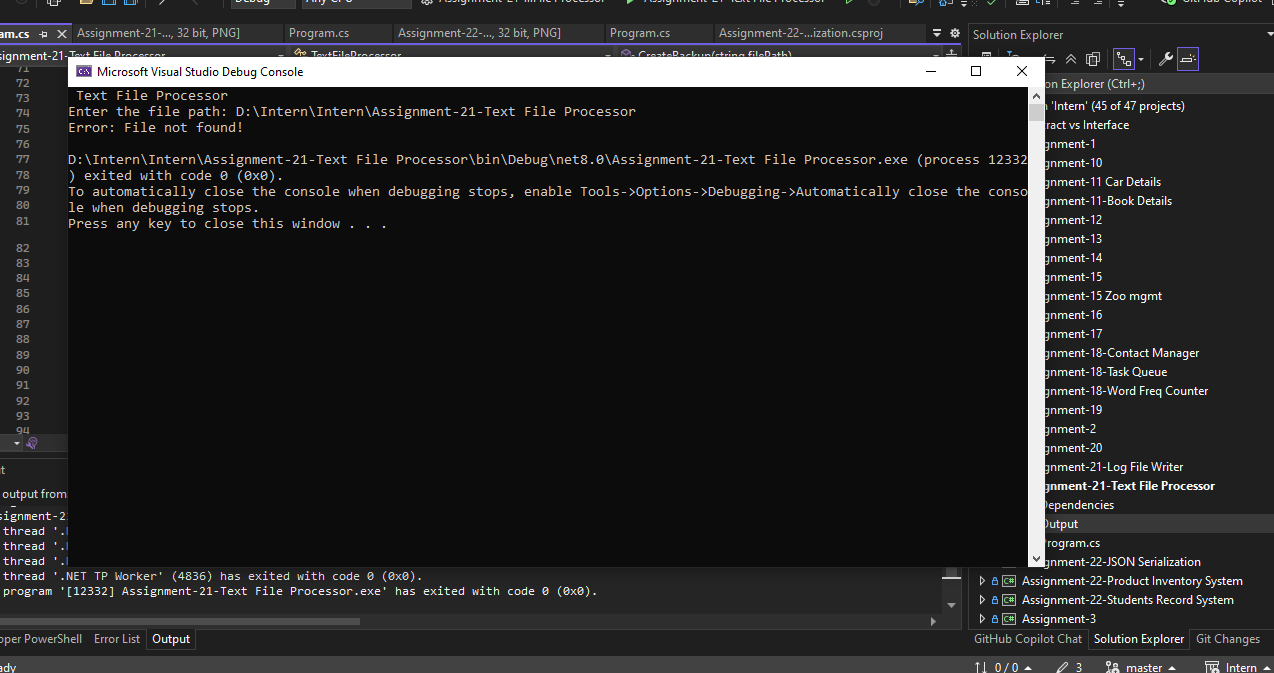 Debug
Any CPU
GitHub Copilot
am.cs
Assignment-21-..., 32 bit, PNG]
Program.cs
Assignment-22-..., 32 bit, PNG]
Program.cs
Assignment-22-...ization.csproj
Solution Explorer
signment-21-Text File Processor
TextFileProcessor
CreateBackup(string filePath)
Microsoft Visual Studio Debug Console
on Explorer (Ctrl+;)
Text File Processor
Enter the file path: D:\Intern\Intern\Assignment-21-Text File Processor
Error: File not found!
D:\Intern\Intern\Assignment-21-Text File Processor\bin\Debug\net8.0\Assignment-21-Text File Processor.exe (process 12332
) exited with code 0 (0x0).
To automatically close the console when debugging stops, enable Tools->Options->Debugging->Automatically close the conso
le when debugging stops.
Press any key to close this window . . .
71
72
73
74
75
76
77
78
79
80
81
82
83
84
85
86
87
88
89
90
91
92
93
94
n 'Intern' (45 of 47 projects)
ract vs Interface
gnment-1
gnment-10
gnment-11 Car Details
gnment-11-Book Details
gnment-12
gnment-13
gnment-14
gnment-15
gnment-15 Zoo mgmt
gnment-16
gnment-17
gnment-18-Contact Manager
gnment-18-Task Queue
gnment-18-Word Freq Counter
gnment-19
gnment-2
gnment-20
gnment-21-Log File Writer
gnment-21-Text File Processor
Dependencies
Output
Program.cs
gnment-22-JSON Serialization
C# Assignment-22-Product Inventory System
C# Assignment-22-Students Record System
C# Assignment-3
ut
output from
signment-2
thread '.
thread '.
thread '.
thread '.NET TP Worker' (4836) has exited with code 0 (0x0).
program '[12332] Assignment-21-Text File Processor.exe' has exited with code 0 (0x0).
oper PowerShell
Error List
Output
GitHub Copilot Chat
Solution Explorer
Git Changes
ady
0 / 0
3
master
Intern